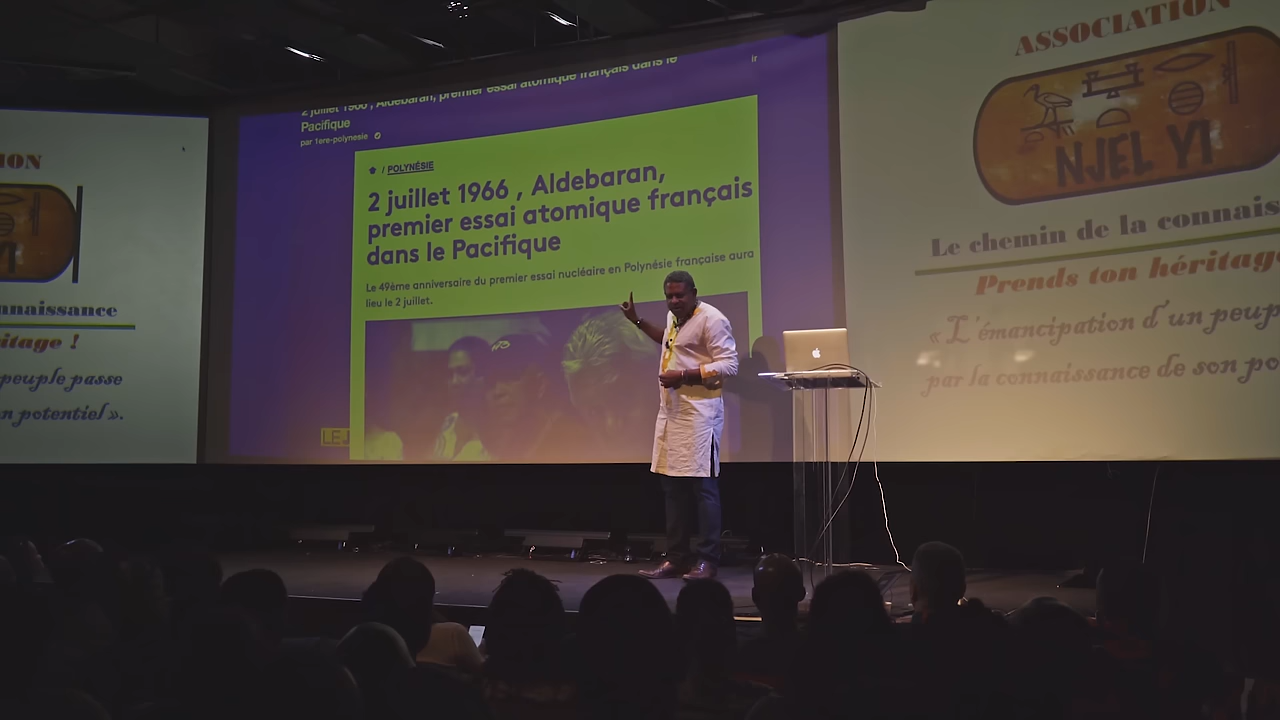 ION
nnaissance
itage !
peuple passe
n potentiel ».
2 juillet 1966 , Aldebaran, premier essai atomique français dans le
Pacifique
par 1ere-polynesie
/ POLYNÉSIE
2 juillet 1966 , Aldebaran,
premier essai atomique français
dans le Pacifique
Le 49ème anniversaire du premier essai nucléaire en Polynésie française aura
lieu le 2 juillet.
LE J
ASSOCIATION
NJEL YI
Le chemin de la connais
Prends ton héritage
« L'émancipation d'un peup
par la connaissance de son po